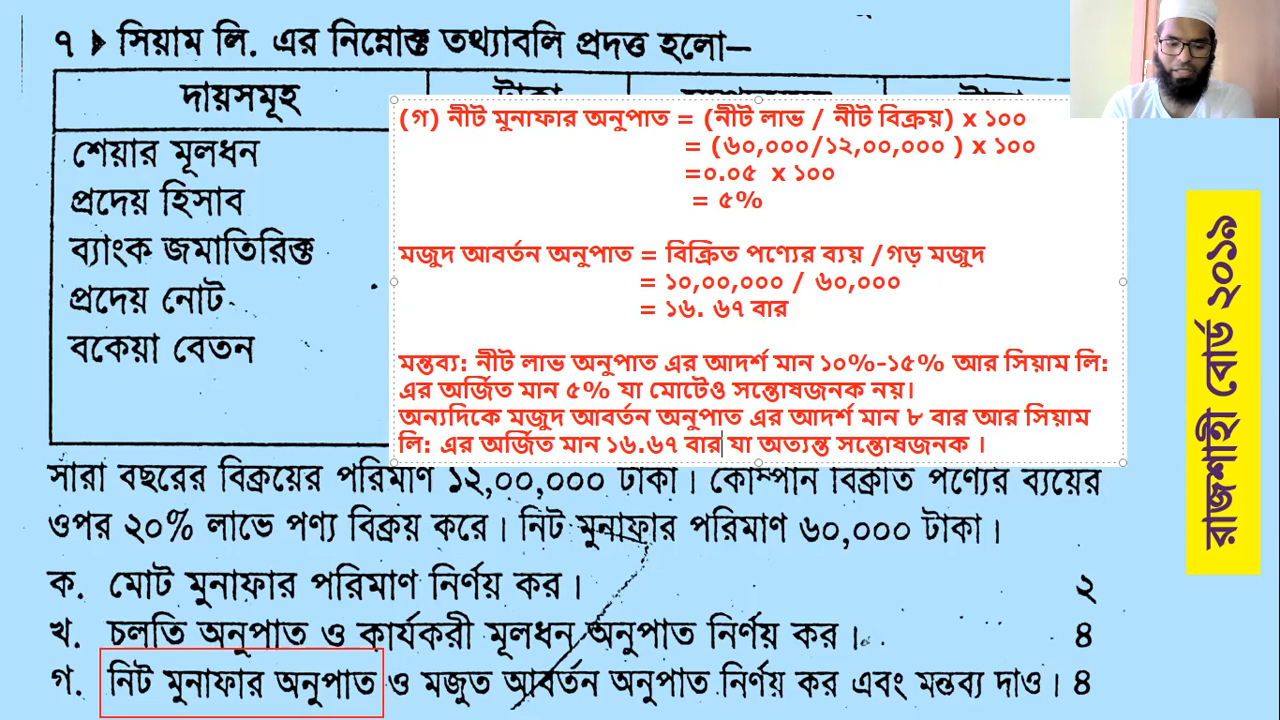 ৭ ▶ সিয়াম লি. এর নিম্নোক্ত তথ্যাবলি প্রদত্ত হলো—
দায়সমূহ
টাকা
টাকা
শেয়ার মূলধন
প্রদেয় হিসাব
ব্যাংক জমাতিরিক্ত
প্রদেয় নোট
বকেয়া বেতন
(গ) নীট মুনাফার অনুপাত = (নীট লাভ / নীট বিক্রয়) x ১০০
= (৬০,০০০/১২,০০,০০০ ) x ১০০
=০.০৫ x ১০০
= ৫%
মজুদ আবর্তন অনুপাত = বিক্রিত পণ্যের ব্যয় /গড় মজুদ
= ১০,০০,০০০ / ৬০,০০০
= ১৬. ৬৭ বার
মন্তব্য: নীট লাভ অনুপাত এর আদর্শ মান ১০%-১৫% আর সিয়াম লি:
এর অর্জিত মান ৫% যা মোটেও সন্তোষজনক নয়।
অন্যদিকে মজুদ আবর্তন অনুপাত এর আদর্শ মান ৮ বার আর সিয়াম
লি: এর অর্জিত মান ১৬.৬৭ বার যা অত্যন্ত সন্তোষজনক ।
সারা বছরের বিক্রয়ের পরিমাণ ১২,০০,০০০ টাকা। কোম্পানি বিক্রীত পণ্যের ব্যয়ের
ওপর ২০% লাভে পণ্য বিক্রয় করে। নিট মুনাফার পরিমাণ ৬০,০০০ টাকা।
ক. মোট মুনাফার পরিমাণ নির্ণয় কর। ২
খ. চলতি অনুপাত ও কার্যকরী মূলধন অনুপাত নির্ণয় কর। ৪
গ. নিট মুনাফার অনুপাত ও মজুত আবর্তন অনুপাত নির্ণয় কর এবং মন্তব্য দাও। ৪
রাজশাহী বোর্ড ২০১৯